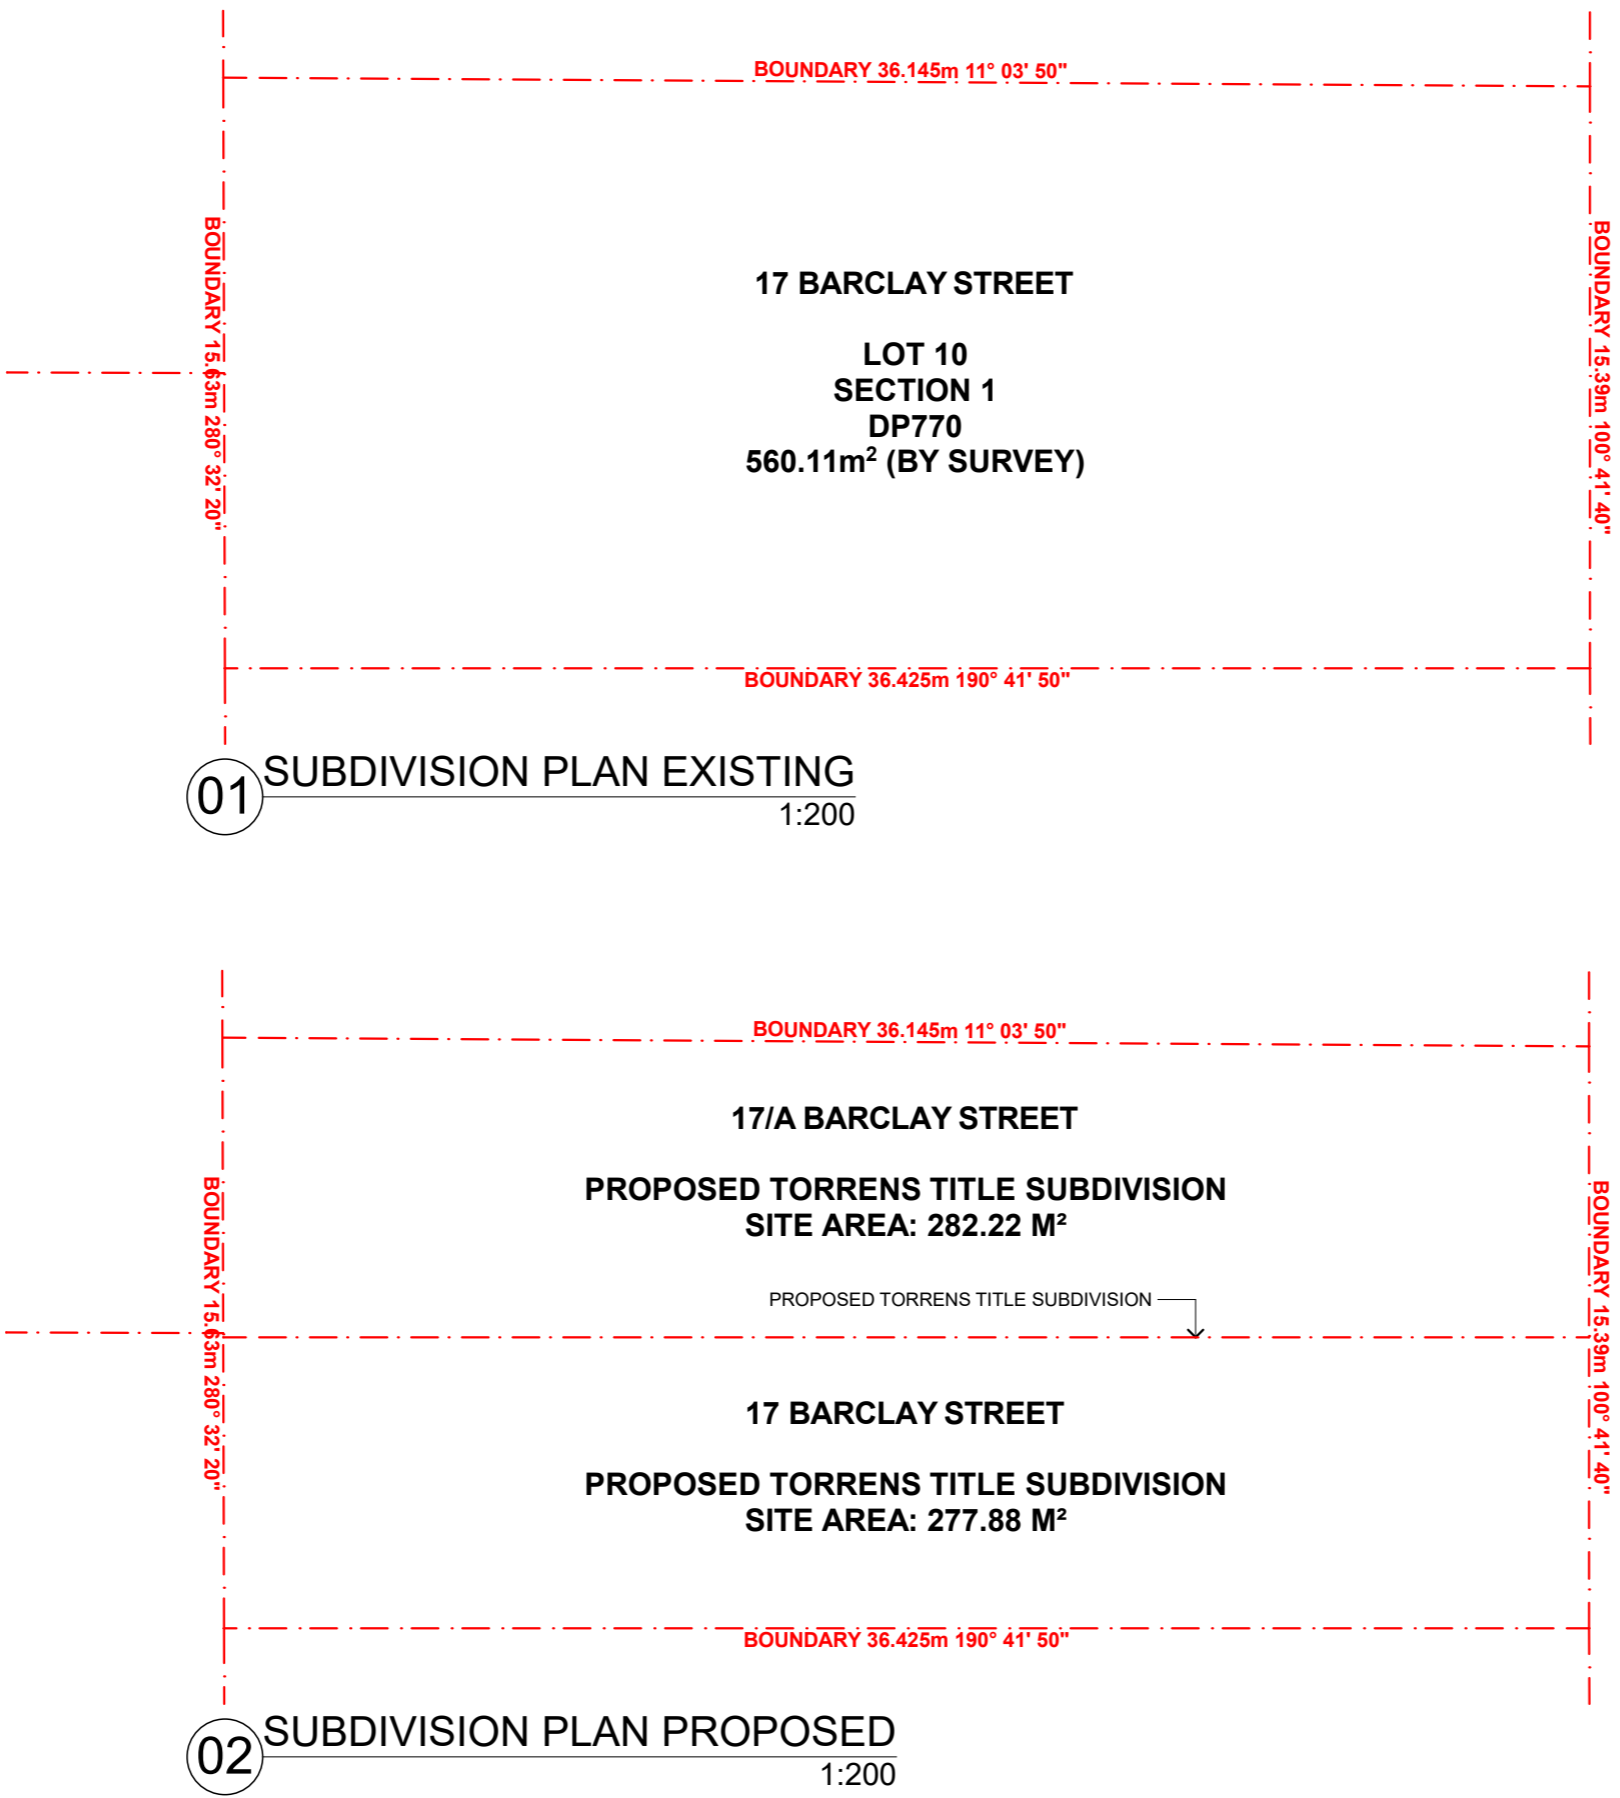 BOUNDARY 36.145m 11° 03' 50"
BOUNDARY 15.63m 280° 32' 20"
BOUNDARY 15.39m 100° 41' 40"
17 BARCLAY STREET
LOT 10
SECTION 1
DP770
560.11m² (BY SURVEY)
BOUNDARY 36.425m 190° 41' 50"
01 SUBDIVISION PLAN EXISTING
1:200
BOUNDARY 36.145m 11° 03' 50"
BOUNDARY 15.63m 280° 32' 20"
BOUNDARY 15.39m 100° 41' 40"
17/A BARCLAY STREET
PROPOSED TORRENS TITLE SUBDIVISION
SITE AREA: 282.22 M²
PROPOSED TORRENS TITLE SUBDIVISION
17 BARCLAY STREET
PROPOSED TORRENS TITLE SUBDIVISION
SITE AREA: 277.88 M²
BOUNDARY 36.425m 190° 41' 50"
02 SUBDIVISION PLAN PROPOSED
1:200